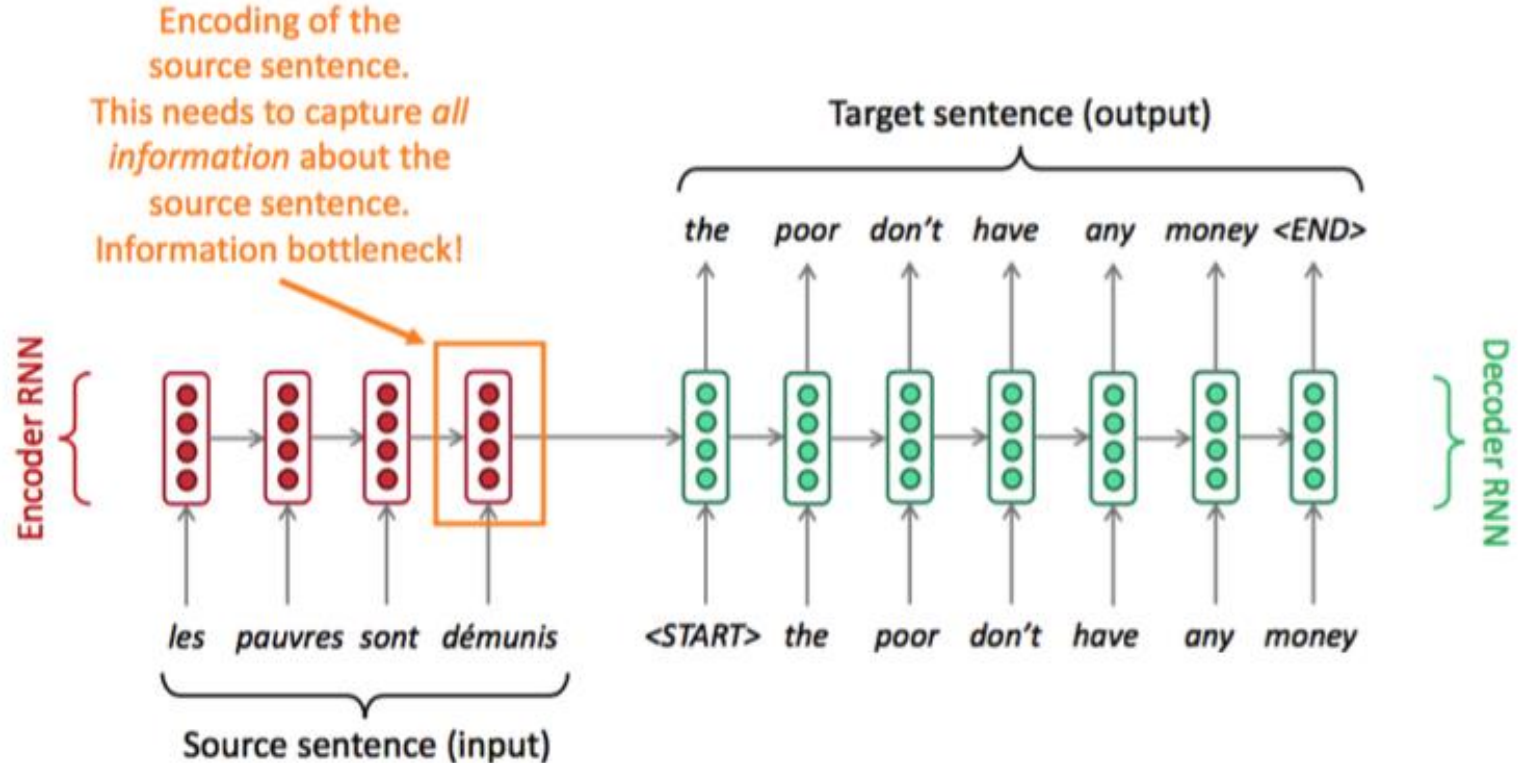 Encoding of the
source sentence.
This needs to capture all
information about the
source sentence.
Information bottleneck!
Target sentence (output)
the poor don't have any money <END>
Encoder RNN
Decoder RNN
les pauvres sont démunis
<START> the poor don't have any money
Source sentence (input)